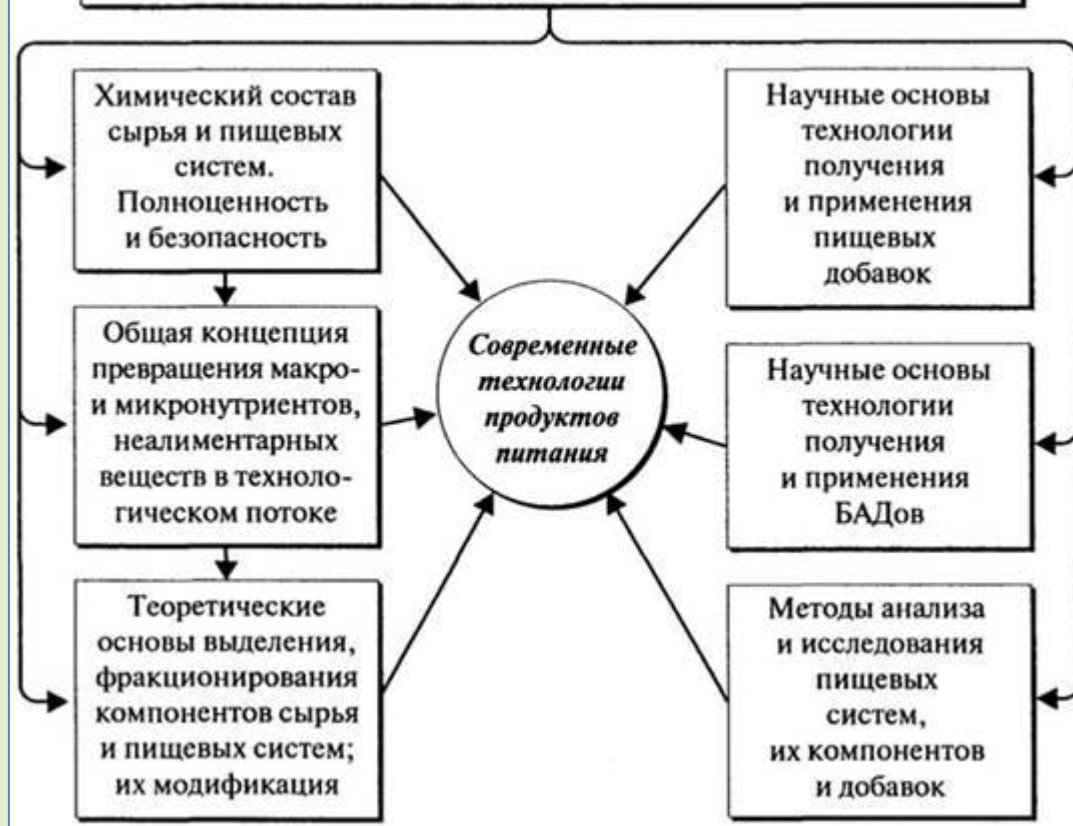 Химический состав
сырья и пищевых
систем.
Полноценность
и безопасность
Общая концепция
превращения макро-
и микронутриентов,
неалиментарных
веществ в техноло-
гическом потоке
Теоретические
основы выделения,
фракционирования
компонентов сырья
и пищевых систем;
их модификация
Современные
технологии
продуктов
питания
Научные основы
технологии
получения
и применения
пищевых
добавок
Научные основы
технологии
получения
и применения
БАДов
Методы анализа
и исследования
пищевых
систем,
их компонентов
и добавок